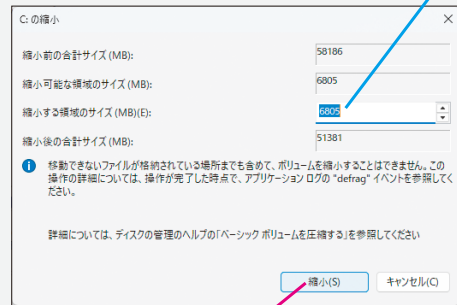 C: の縮小
縮小前の合計サイズ (MB): 58186
縮小可能な領域のサイズ (MB): 6805
縮小する領域のサイズ (MB)(E): 6805
縮小後の合計サイズ (MB): 51381
移動できないファイルが格納されている場所までも含めて、ボリュームを縮小することはできません。この
操作の詳細については、操作が完了した時点で、アプリケーション ログの "defrag" イベントを参照してく
ださい。
詳細については、ディスクの管理のヘルプの「ベーシック ボリュームを圧縮する」を参照してください
縮小(S) キャンセル(C)